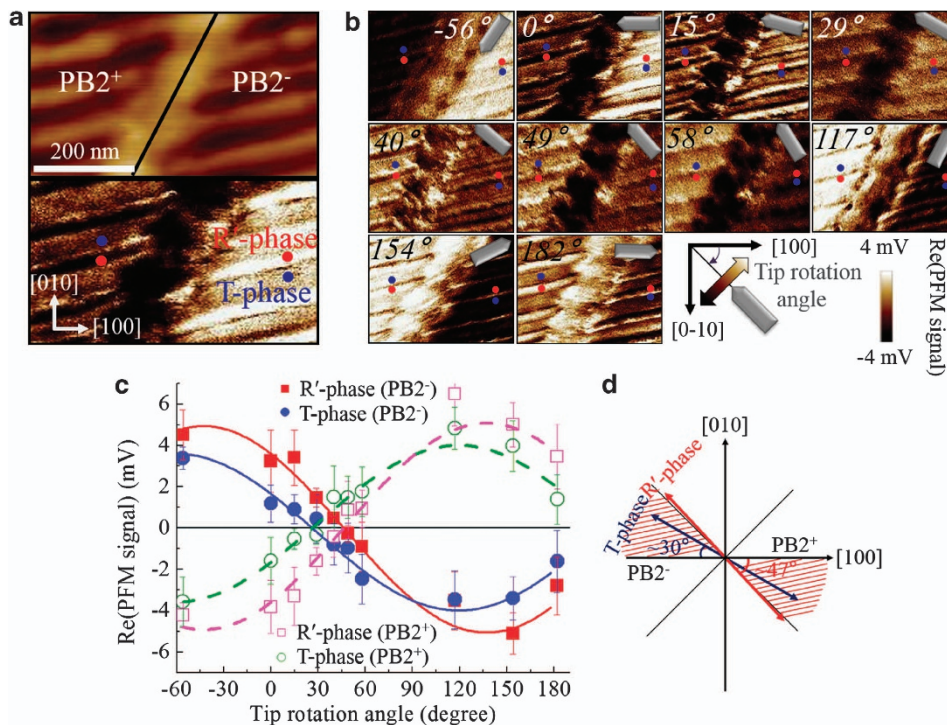 a
PB2⁺
PB2⁻
200 nm
R′-phase
T-phase
[010]
[100]
b
-56°
0°
15°
29°
40°
49°
58°
117°
154°
182°
[100]
Tip rotation
angle
[0-10]
4 mV
-4 mV
Re(PFM signal)
c
Re(PFM signal) (mV)
6
4
2
0
-2
-4
-6
R′-phase (PB2⁻)
T-phase (PB2⁻)
R′-phase (PB2⁺)
T-phase (PB2⁺)
-60 -30 0 30 60 90 120 150 180
Tip rotation angle (degree)
d
[010]
R′-phase
T-phase
~30°
PB2⁻
PB2⁺
[100]
~47°